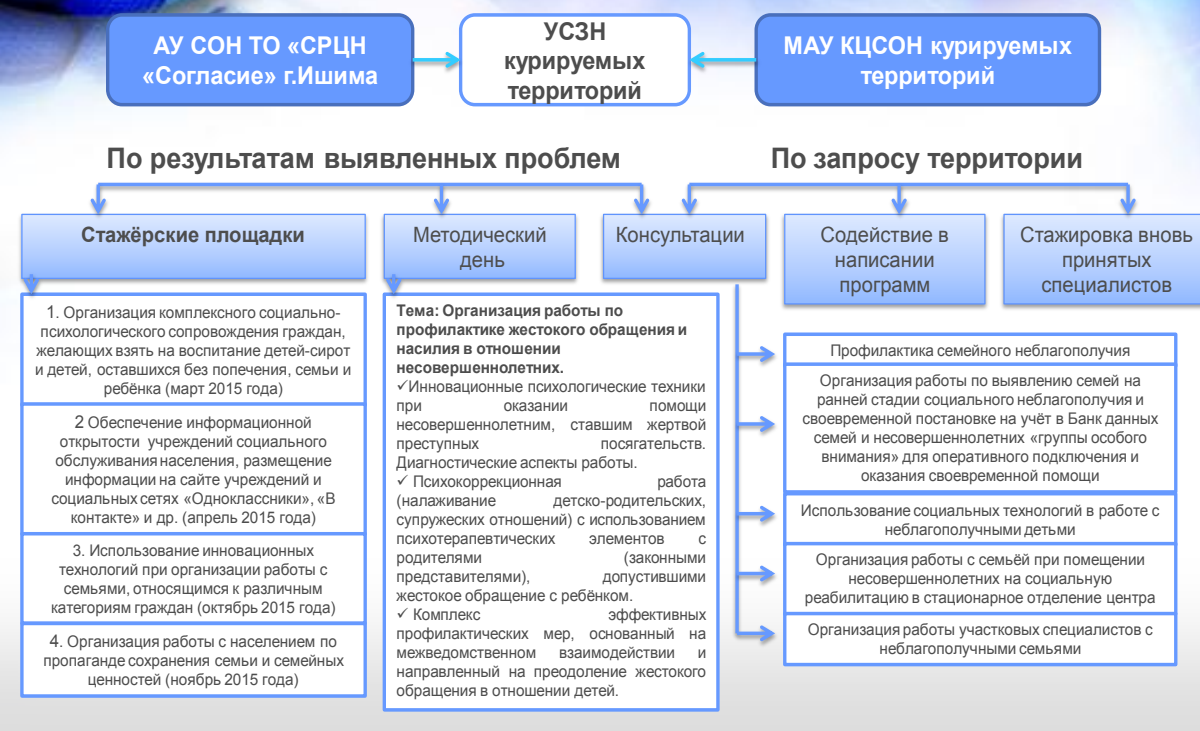 АУ СОН ТО «СРЦН
«Согласие» г.Ишима
УСЗН
курируемых
территорий
МАУ КЦСОН курируемых
территорий
По результатам выявленных проблем
По запросу территории
Стажёрские площадки
Методический
день
Консультации
Содействие в
написании
программ
Стажировка вновь
принятых
специалистов
1. Организация комплексного социально-
психологического сопровождения граждан,
желающих взять на воспитание детей-сирот
и детей, оставшихся без попечения, семьи и
ребёнка (март 2015 года)
2 Обеспечение информационной
открытости учреждений социального
обслуживания населения, размещение
информации на сайте учреждений и
социальных сетях «Одноклассники», «В
контакте» и др. (апрель 2015 года)
3. Использование инновационных
технологий при организации работы с
семьями, относящимся к различным
категориям граждан (октябрь 2015 года)
4. Организация работы с населением по
пропаганде сохранения семьи и семейных
ценностей (ноябрь 2015 года)
Тема: Организация работы по
профилактике жестокого обращения и
насилия в отношении
несовершеннолетних.
✓Инновационные психологические техники
при оказании помощи
несовершеннолетним, ставшим жертвой
преступных посягательств.
Диагностические аспекты работы.
✓ Психокоррекционная работа
(налаживание детско-родительских,
супружеских отношений) с использованием
психотерапевтических элементов с
родителями (законными
представителями), допустившими
жестокое обращение с ребёнком.
✓ Комплекс эффективных
профилактических мер, основанный на
межведомственном взаимодействии и
направленный на преодоление жестокого
обращения в отношении детей.
Профилактика семейного неблагополучия
Организация работы по выявлению семей на
ранней стадии социального неблагополучия и
своевременной постановке на учёт в Банк данных
семей и несовершеннолетних «группы особого
внимания» для оперативного подключения и
оказания своевременной помощи
Использование социальных технологий в работе с
неблагополучными детьми
Организация работы с семьёй при помещении
несовершеннолетних на социальную
реабилитацию в стационарное отделение центра
Организация работы участковых специалистов с
неблагополучными семьями